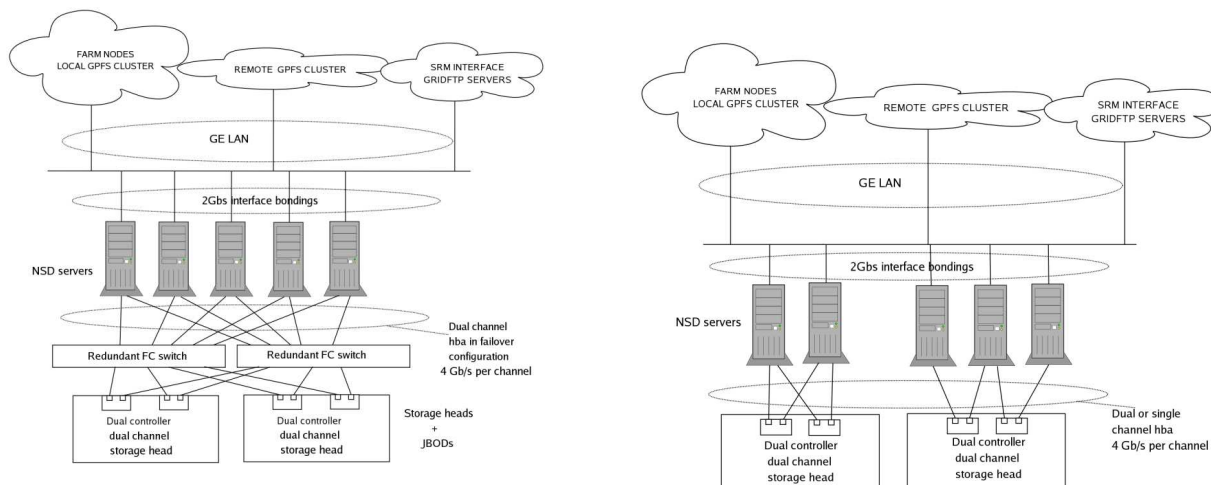 FARM NODES
LOCAL GPFS CLUSTER
REMOTE GPFS CLUSTER
SRM INTERFACE
GRIDFTP SERVERS
GE LAN
2Gbs interface bondings
NSD servers
Dual channel
hba in failover
configuration
4 Gb/s per channel
Redundant FC switch
Redundant FC switch
Dual controller
dual channel
storage head
Dual controller
dual channel
storage head
Storage heads
+
JBODs
FARM NODES
LOCAL GPFS CLUSTER
REMOTE GPFS CLUSTER
SRM INTERFACE
GRIDFTP SERVERS
GE LAN
2Gbs interface bondings
NSD servers
Dual or single
channel hba
4 Gb/s per channel
Dual controller
dual channel
storage head
Dual controller
dual channel
storage head